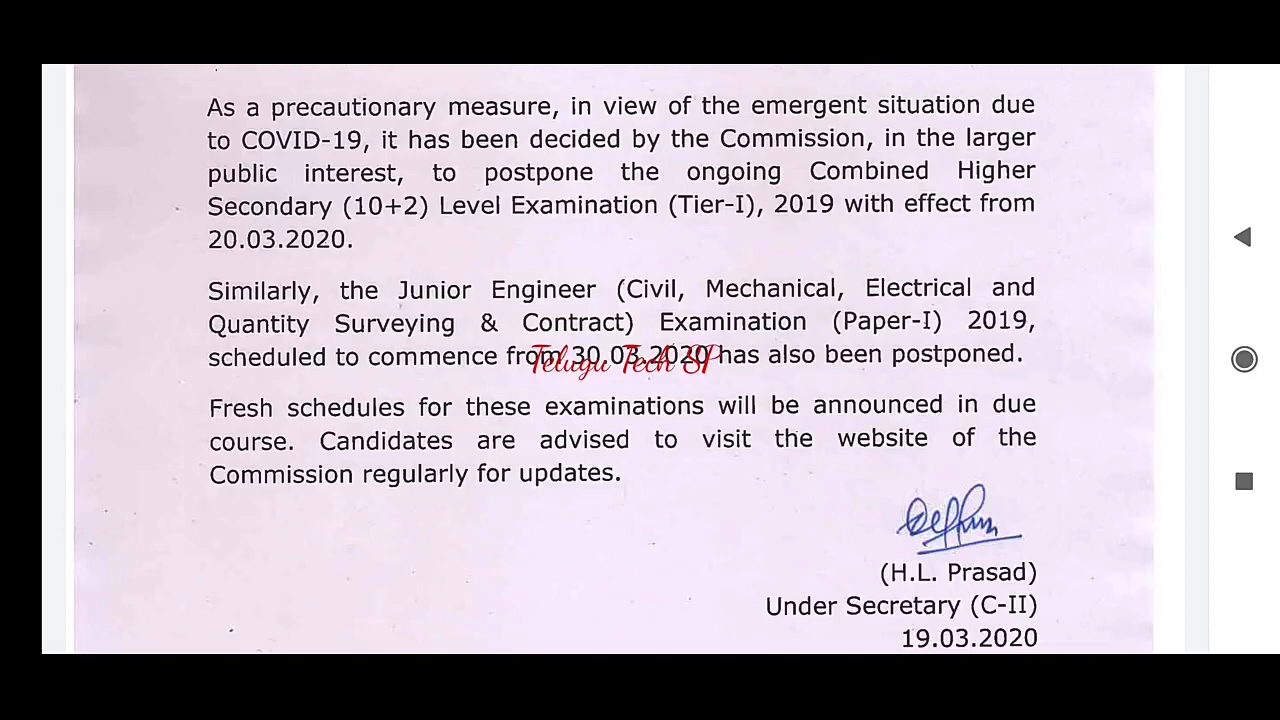 As a precautionary measure, in view of the emergent situation due
to COVID-19, it has been decided by the Commission, in the larger
public interest, to postpone the ongoing Combined Higher
Secondary (10+2) Level Examination (Tier-I), 2019 with effect from
20.03.2020.
Similarly, the Junior Engineer (Civil, Mechanical, Electrical and
Quantity Surveying & Contract) Examination (Paper-I) 2019,
scheduled to commence from 30.03.2020 has also been postponed.
Telugu Tech SP
Fresh schedules for these examinations will be announced in due
course. Candidates are advised to visit the website of the
Commission regularly for updates.
(H.L. Prasad)
Under Secretary (C-II)
19.03.2020